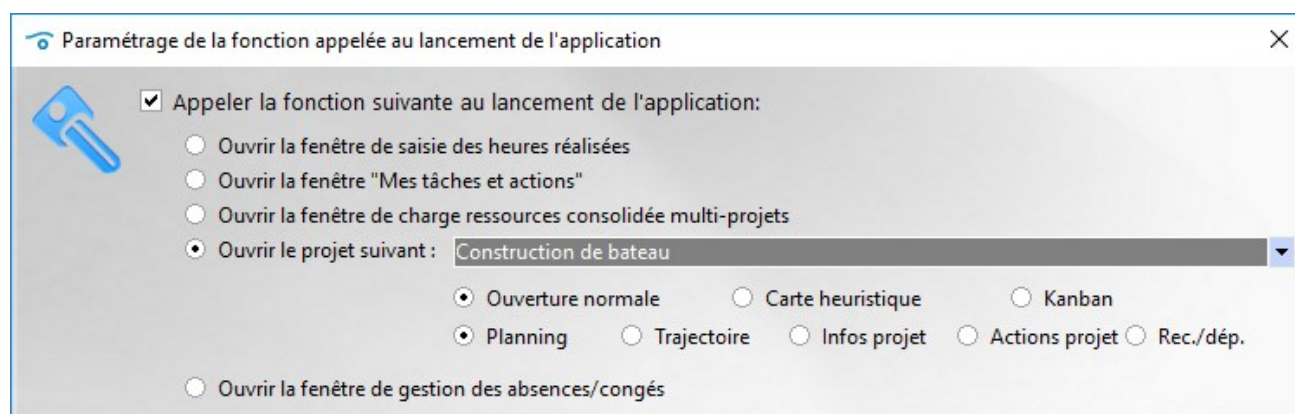 Paramétrage de la fonction appelée au lancement de l'application
Appeler la fonction suivante au lancement de l'application:
Ouvrir la fenêtre de saisie des heures réalisées
Ouvrir la fenêtre "Mes tâches et actions"
Ouvrir la fenêtre de charge ressources consolidée multi-projets
Ouvrir le projet suivant : Construction de bateau
Ouverture normale Carte heuristique Kanban
Planning Trajectoire Infos projet Actions projet Rec./dép.
Ouvrir la fenêtre de gestion des absences/congés